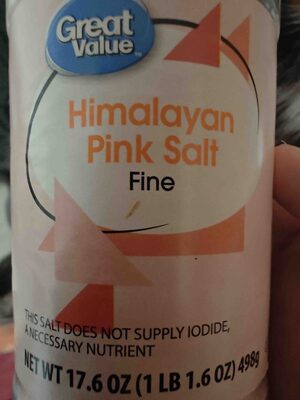 Great
Value
Himalayan
Pink Salt
Fine
THIS SALT DOES NOT SUPPLY IODIDE,
A NECESSARY NUTRIENT
NET WT 17.6 OZ (1 LB 1.6 OZ) 498g